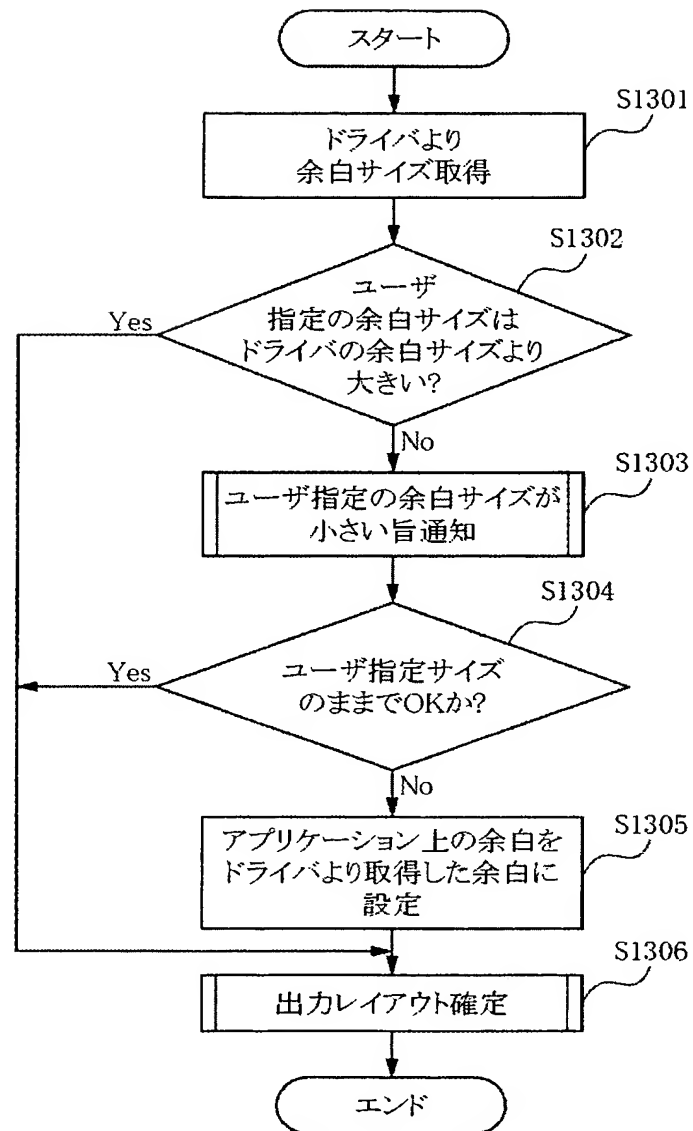 スタート
S1301
ドライバより
余白サイズ取得
S1302
ユーザ
指定の余白サイズは
ドライバの余白サイズより
大きい?
Yes
No
S1303
ユーザ指定の余白サイズが
小さい旨通知
S1304
ユーザ指定サイズ
のままでOKか?
Yes
No
S1305
アプリケーション上の余白を
ドライバより取得した余白に
設定
S1306
出力レイアウト確定
エンド